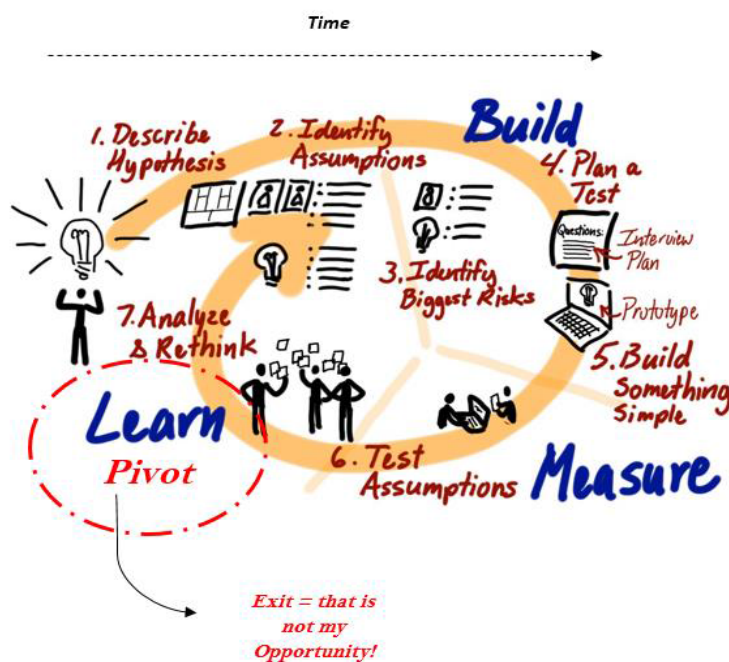 Time
1. Describe
Hypothesis
2. Identify
Assumptions
Build
4. Plan a
Test
Questions:
Interview
Plan
3. Identify
Biggest Risks
Prototype
7. Analyze
& Rethink
5. Build
Something
Simple
Learn
Pivot
6. Test
Assumptions
Measure
Exit = that is
not my
Opportunity!